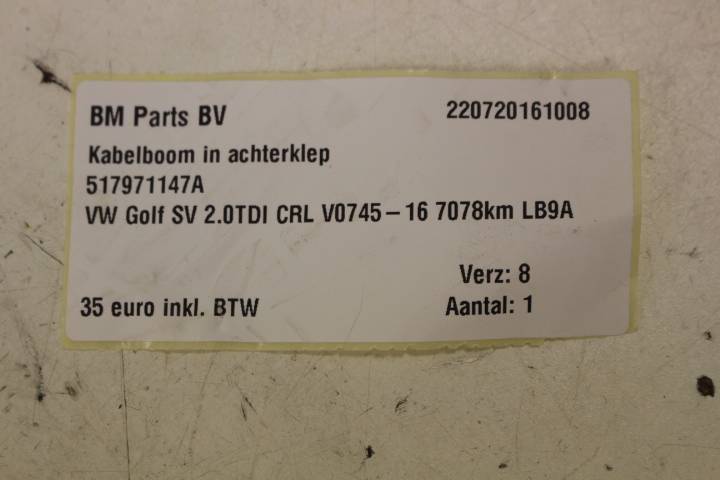 BM Parts BV 220720161008
Kabelboom in achterklep
517971147A
VW Golf SV 2.0TDI CRL V0745-16 7078km LB9A
Verz: 8
35 euro inkl. BTW Aantal: 1